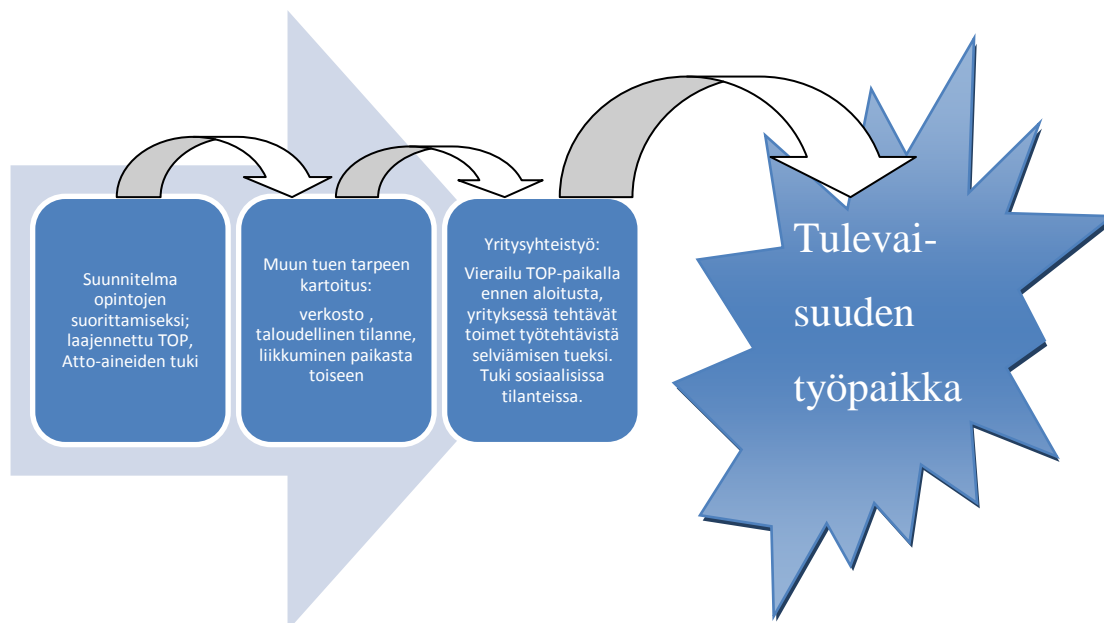 Suunnitelma
opintojen
suorittamiseksi;
laajennettu TOP,
Atto-aineiden tuki
Muun tuen tarpeen
kartoitus:
verkosto ,
taloudellinen tilanne,
liikkuminen paikasta
toiseen
Yritysyhteistyö:
Vierailu TOP-paikalla
ennen aloitusta,
yrityksessä tehtävät
toimet työtehtävistä
selviämisen tueksi.
Tuki sosiaalisissa
tilanteissa.
Tulevai-
suuden
työpaikka